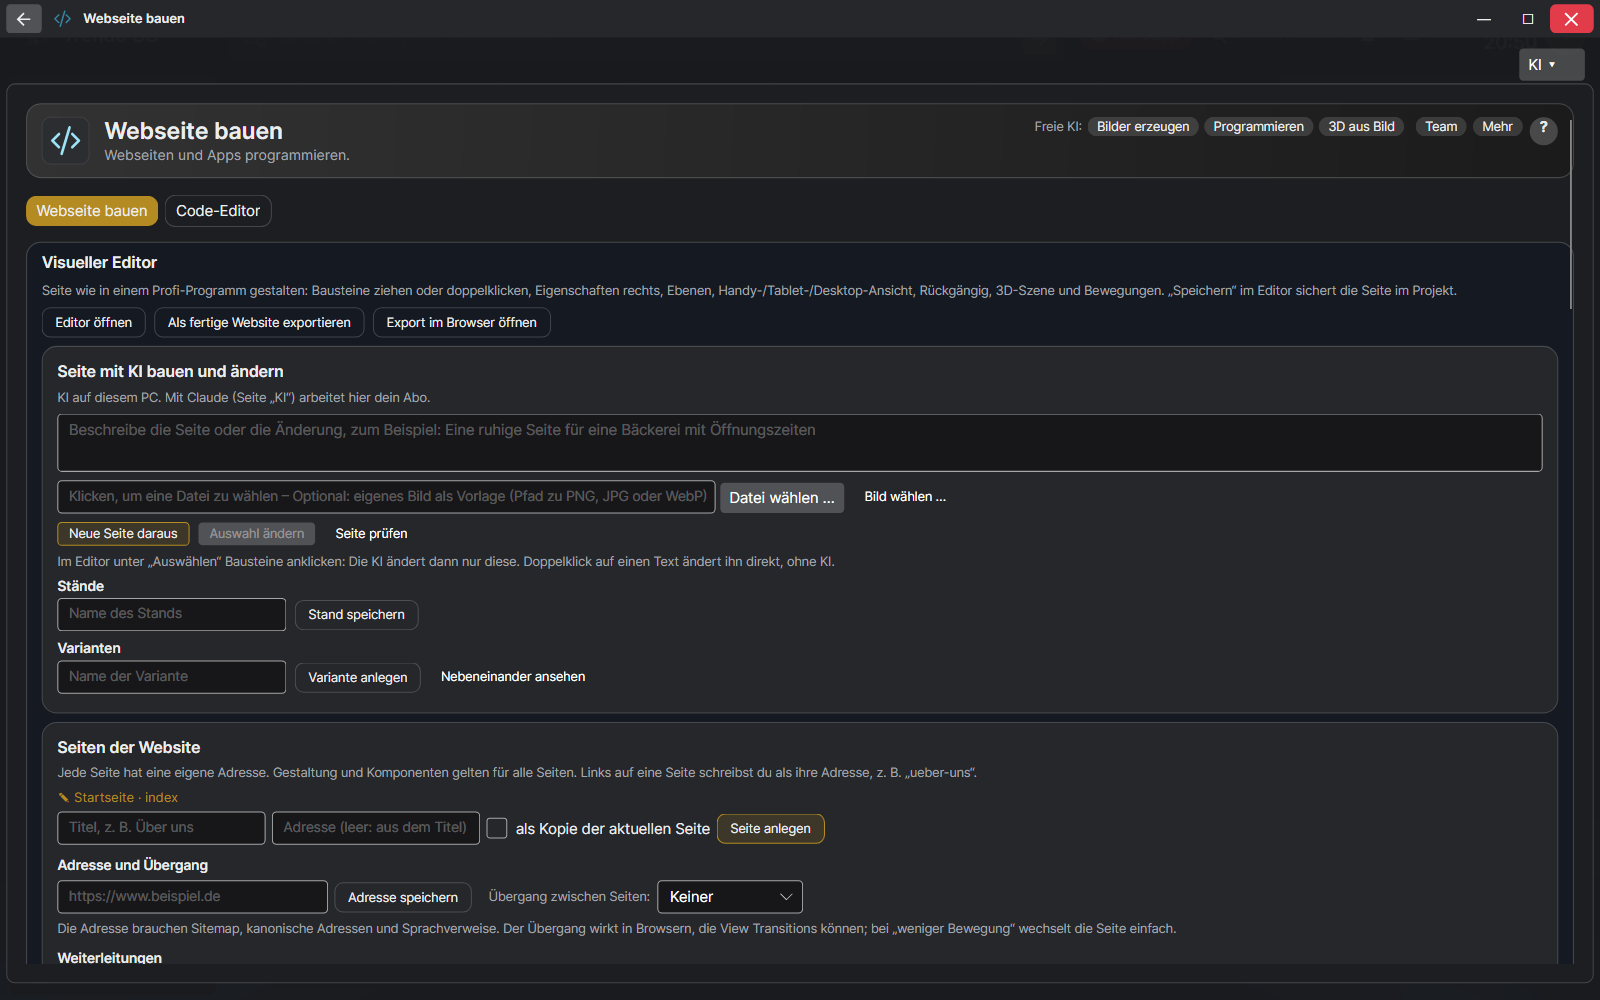 Webseite bauen
KI ▾
Webseite bauen
Webseiten und Apps programmieren.
Freie KI: Bilder erzeugen Programmieren 3D aus Bild Team Mehr ?
Webseite bauen Code-Editor
Visueller Editor
Seite wie in einem Profi-Programm gestalten: Bausteine ziehen oder doppelklicken, Eigenschaften rechts, Ebenen, Handy-/Tablet-/Desktop-Ansicht, Rückgängig, 3D-Szene und Bewegungen. „Speichern“ im Editor sichert die Seite im Projekt.
Editor öffnen Als fertige Website exportieren Export im Browser öffnen
Seite mit KI bauen und ändern
KI auf diesem PC. Mit Claude (Seite „KI“) arbeitet hier dein Abo.
Beschreibe die Seite oder die Änderung, zum Beispiel: Eine ruhige Seite für eine Bäckerei mit Öffnungszeiten
Klicken, um eine Datei zu wählen – Optional: eigenes Bild als Vorlage (Pfad zu PNG, JPG oder WebP) Datei wählen ... Bild wählen ...
Neue Seite daraus Auswahl ändern Seite prüfen
Im Editor unter „Auswählen“ Bausteine anklicken: Die KI ändert dann nur diese. Doppelklick auf einen Text ändert ihn direkt, ohne KI.
Stände
Name des Stands Stand speichern
Varianten
Name der Variante Variante anlegen Nebeneinander ansehen
Seiten der Website
Jede Seite hat eine eigene Adresse. Gestaltung und Komponenten gelten für alle Seiten. Links auf eine Seite schreibst du als ihre Adresse, z. B. „ueber-uns“.
Startseite · index
Titel, z. B. Über uns Adresse (leer: aus dem Titel) als Kopie der aktuellen Seite Seite anlegen
Adresse und Übergang
https://www.beispiel.de Adresse speichern Übergang zwischen Seiten: Keiner
Die Adresse brauchen Sitemap, kanonische Adressen und Sprachverweise. Der Übergang wirkt in Browsern, die View Transitions können; bei „weniger Bewegung“ wechselt die Seite einfach.
Weiterleitungen